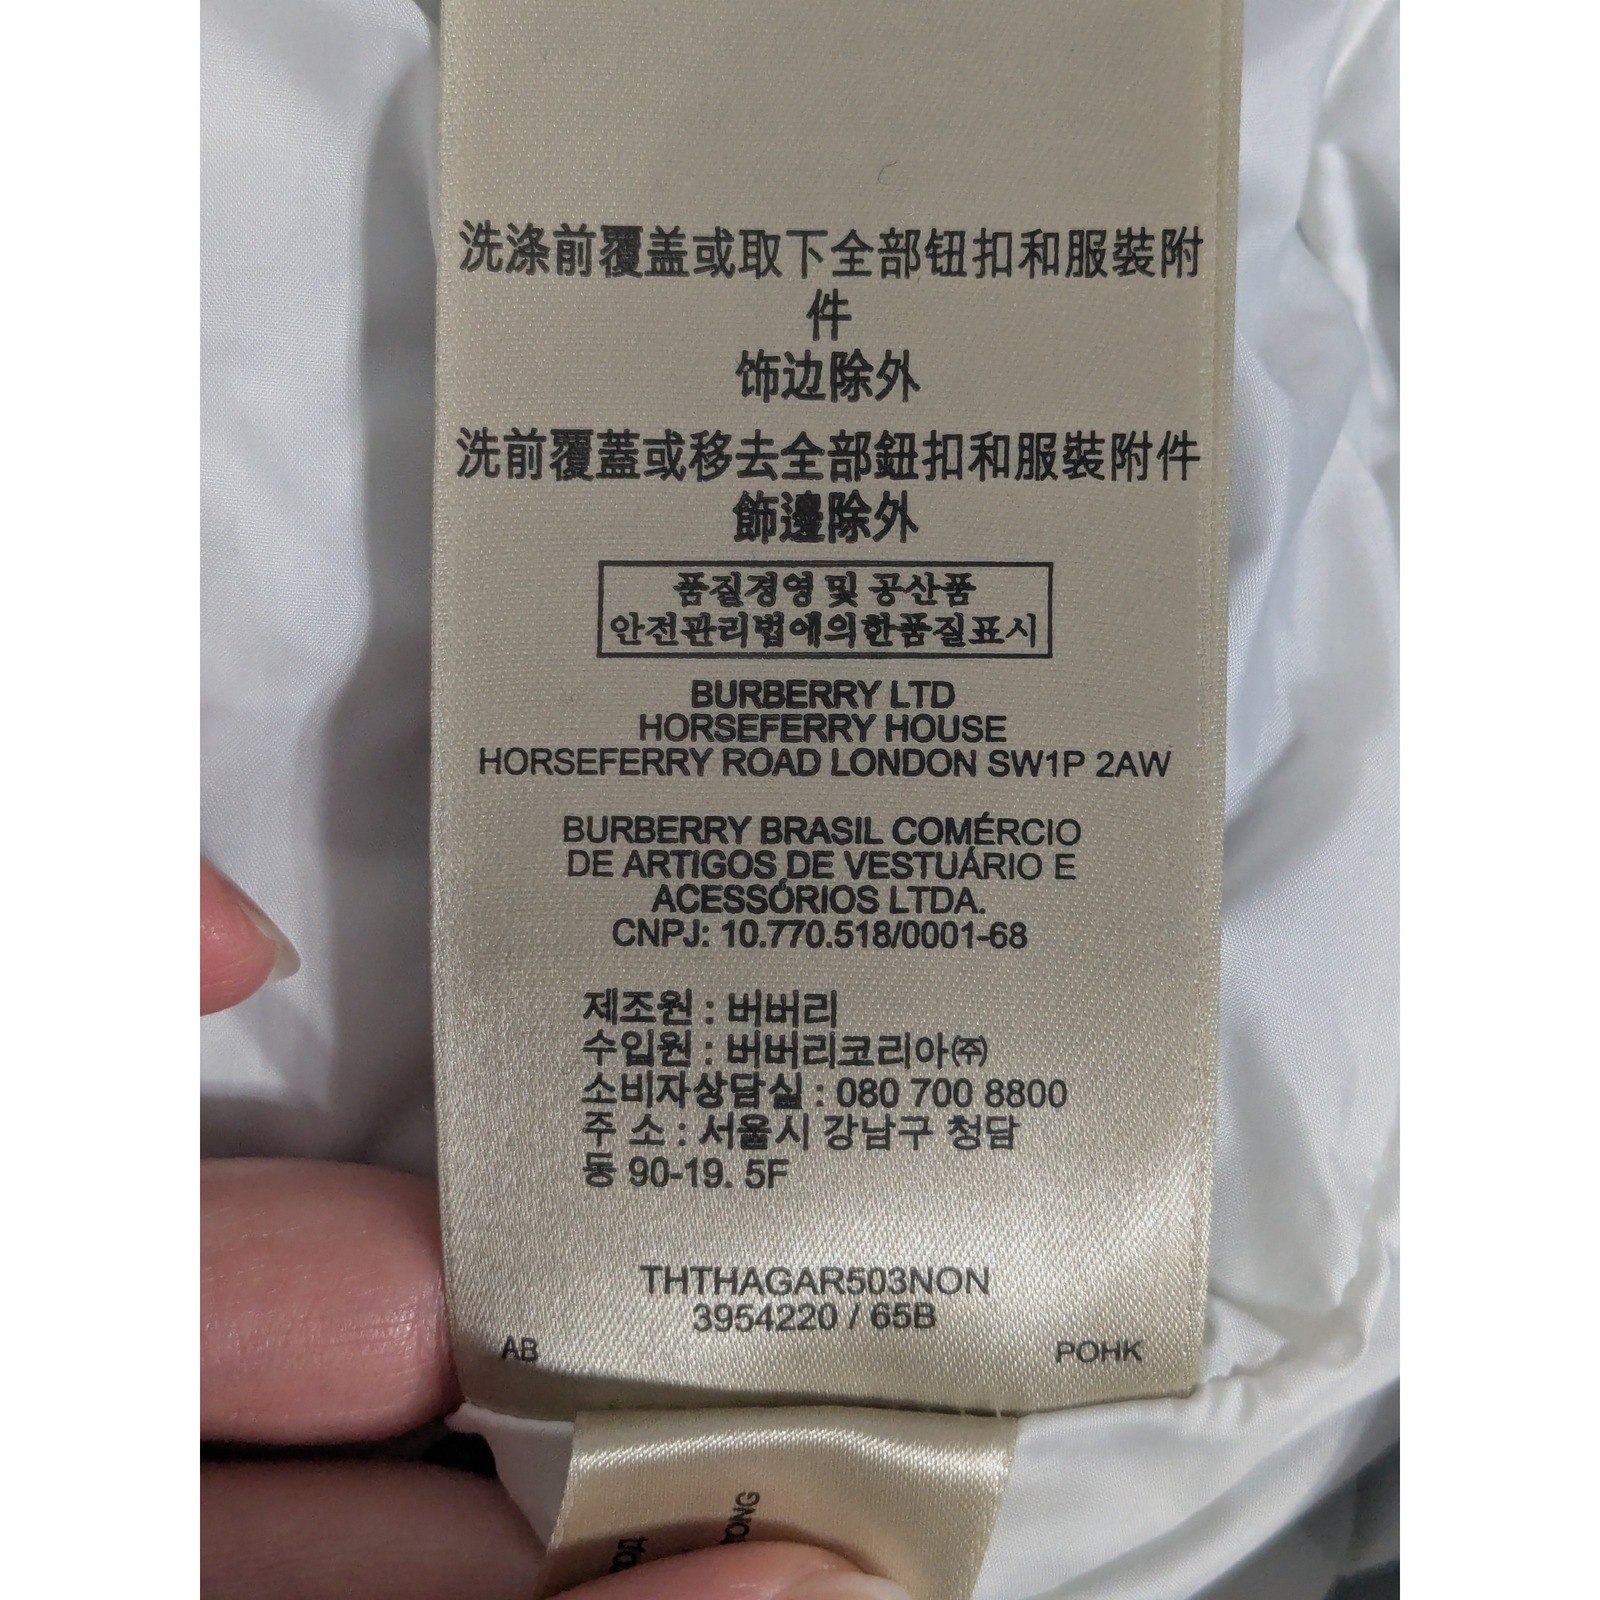 洗涤前覆盖或取下全部钮扣和服裝附
件
饰边除外
洗前覆蓋或移去全部鈕扣和服裝附件
飾邊除外
품질경영 및 공산품
안전관리법에의한품질표시
BURBERRY LTD
HORSEFERRY HOUSE
HORSEFERRY ROAD LONDON SW1P 2AW
BURBERRY BRASIL COMÉRCIO
DE ARTIGOS DE VESTUÁRIO E
ACESSÓRIOS LTDA.
CNPJ: 10.770.518/0001-68
제조원 : 버버리
수입원 : 버버리코리아㈜
소비자상담실 : 080 700 8800
주 소 : 서울시 강남구 청담
동 90-19. 5F
THTHAGAR503NON
3954220 / 65B
AB
POHK